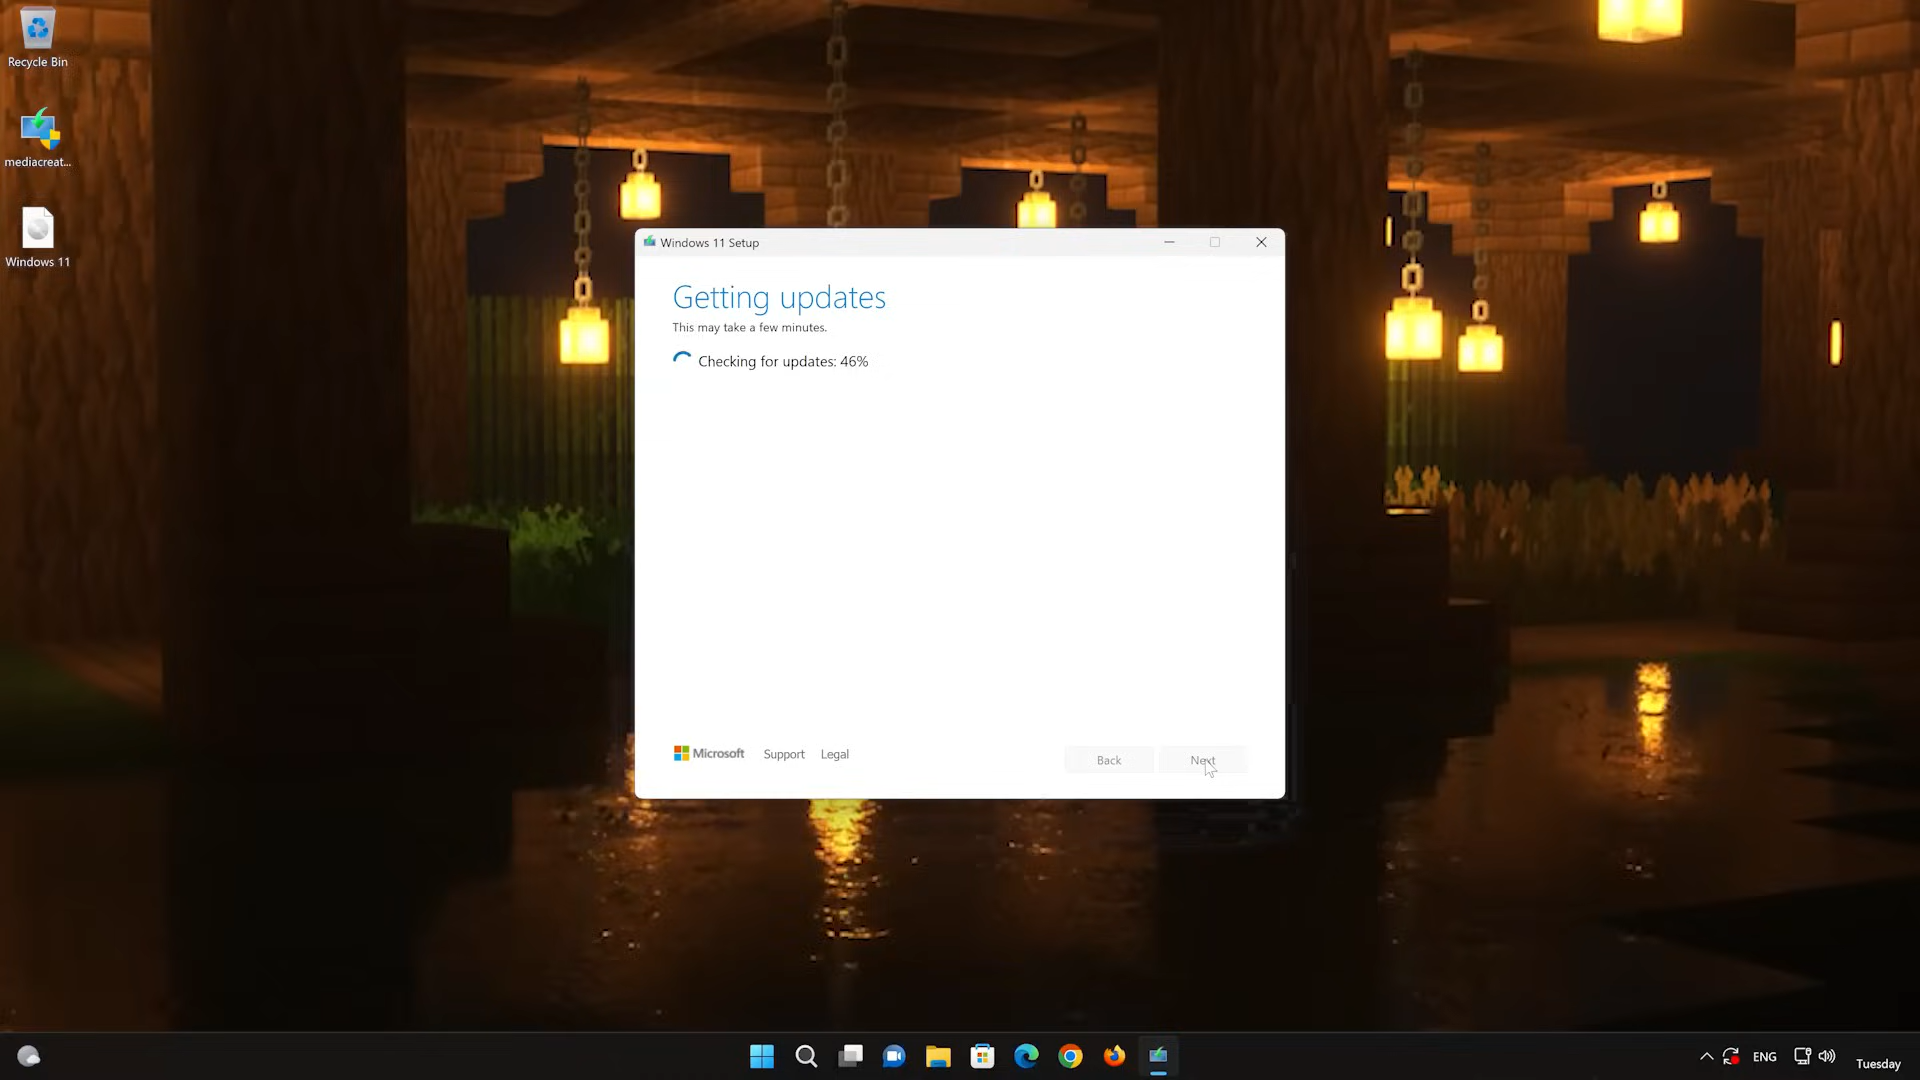 Recycle Bin
mediacreat...
Windows 11
Windows 11 Setup
Getting updates
This may take a few minutes.
Checking for updates: 46%
Microsoft
Support
Legal
Back
Next
ENG
Tuesday